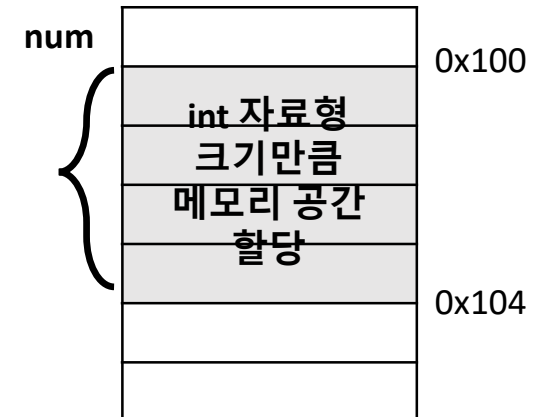 num
0x100
int 자료형
크기만큼
메모리 공간
할당
0x104